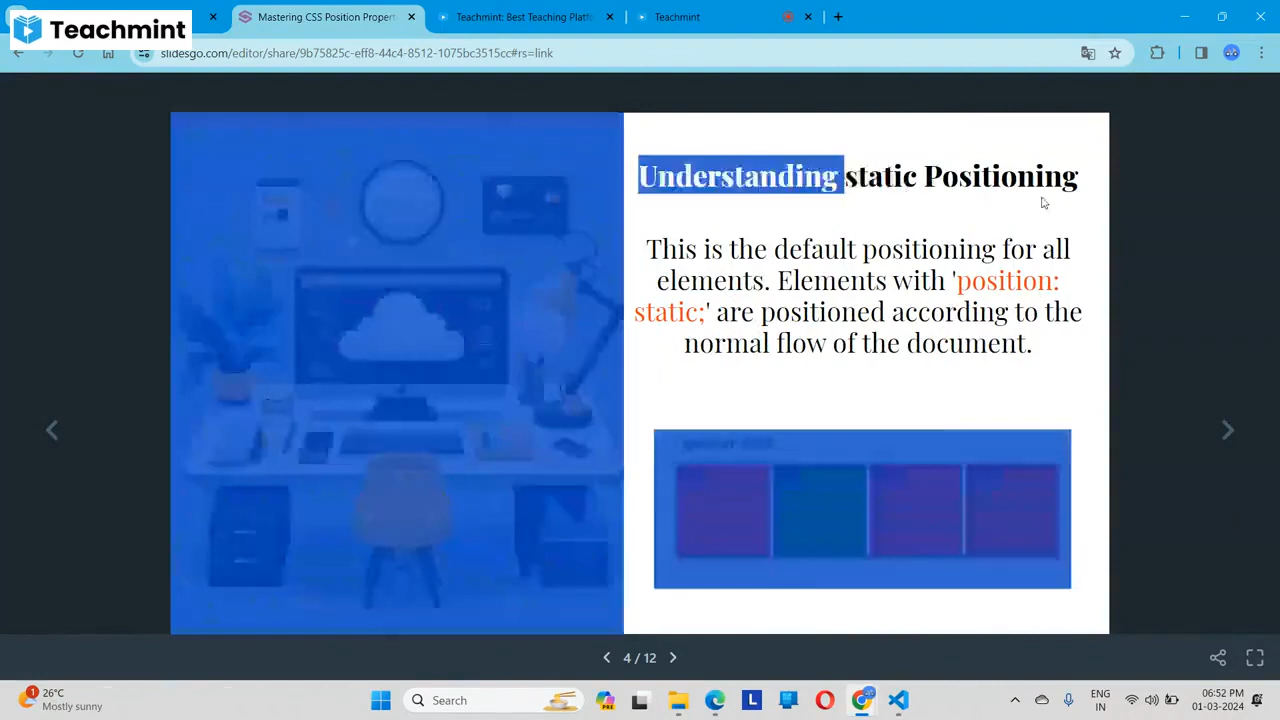 Teachmint
Mastering CSS Position Propert
Teachmint: Best Teaching Platf
Teachmint
slidesgo.com/editor/share/9b75825c-eff8-44c4-8512-1075bc3515cc#rs=link
Understanding static Positioning
This is the default positioning for all
elements. Elements with 'position:
static;' are positioned according to the
normal flow of the document.
4 / 12
1
26°C
Mostly sunny
Search
PRE
L
ENG
IN
06:52 PM
01-03-2024